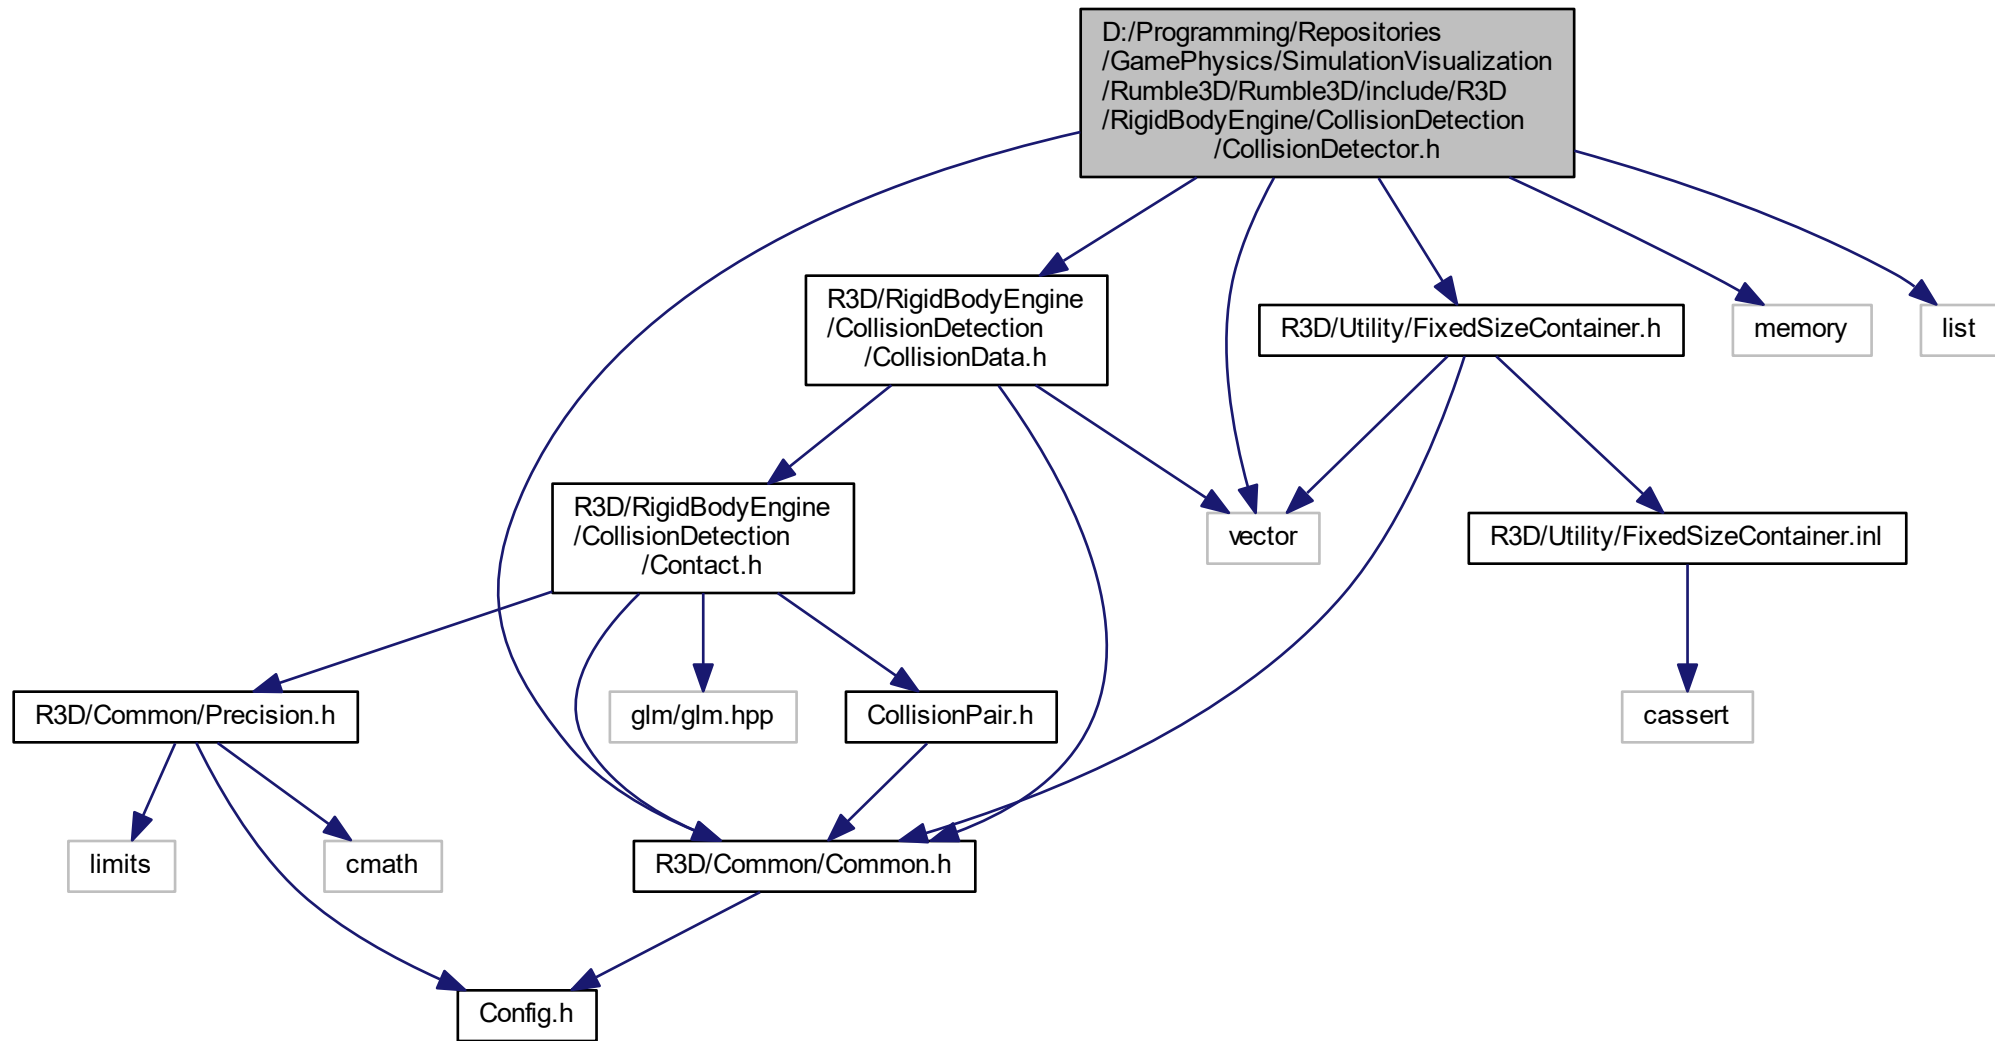 D:/Programming/Repositories
/GamePhysics/SimulationVisualization
/Rumble3D/Rumble3D/include/R3D
/RigidBodyEngine/CollisionDetection
/CollisionDetector.h
R3D/RigidBodyEngine
/CollisionDetection
/CollisionData.h
R3D/Utility/FixedSizeContainer.h
memory
list
R3D/RigidBodyEngine
/CollisionDetection
/Contact.h
vector
R3D/Utility/FixedSizeContainer.inl
R3D/Common/Precision.h
glm/glm.hpp
CollisionPair.h
cassert
limits
cmath
R3D/Common/Common.h
Config.h